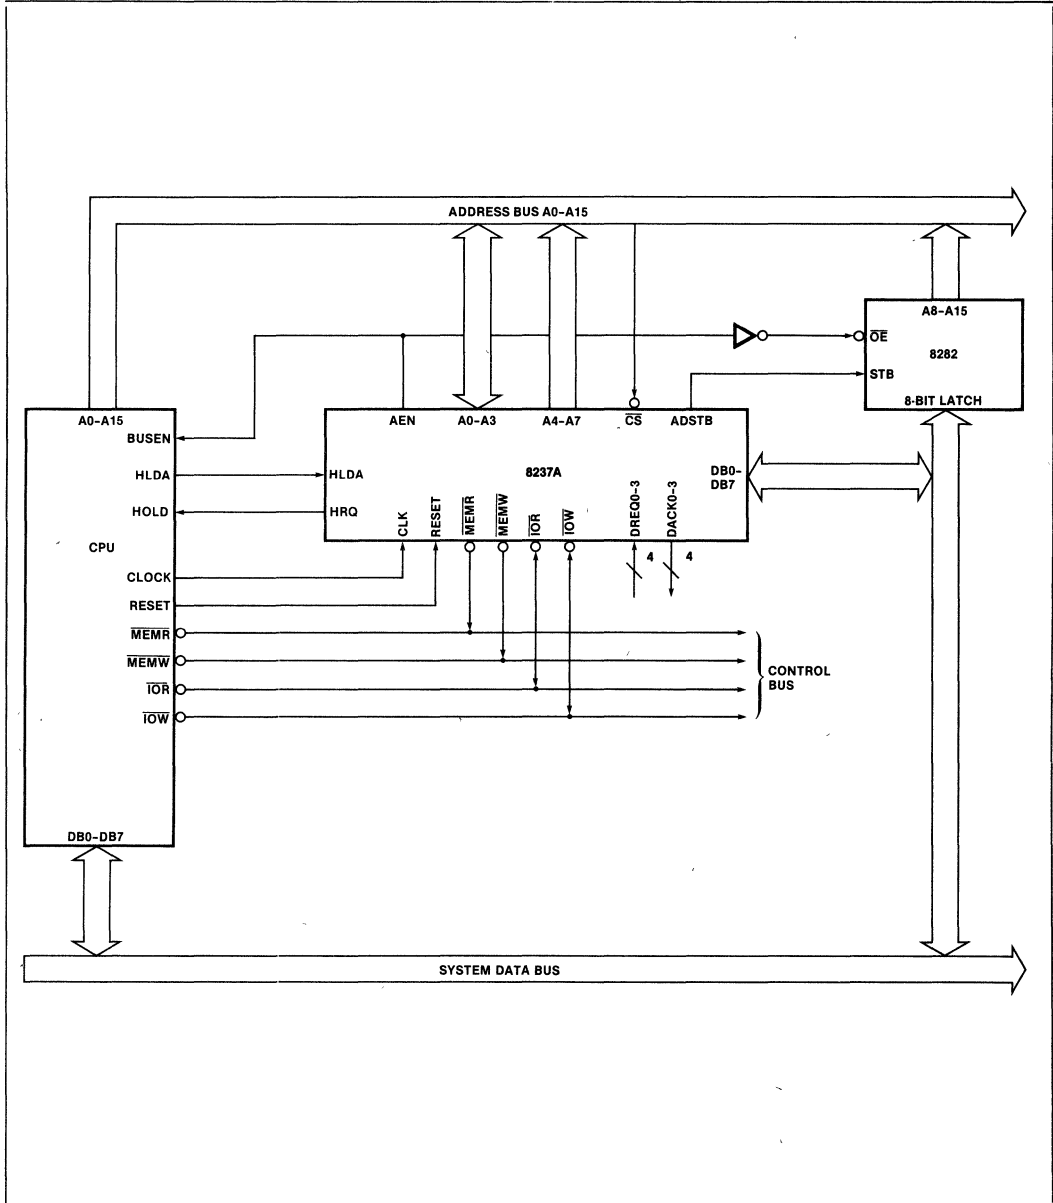 ADDRESS BUS A0-A15
A8-A15
OE
8282
STB
8-BIT LATCH
A0-A15
BUSEN
HLDA
HOLD
CPU
CLOCK
RESET
MEMR
MEMW
IOR
IOW
DB0-DB7
AEN
A0-A3
A4-A7
CS
ADSTB
HLDA
8237A
DB0-
DB7
HRQ
CLK
RESET
MEMR
MEMW
IOR
IOW
DREQ0-3
DACK0-3
4
4
CONTROL
BUS
SYSTEM DATA BUS